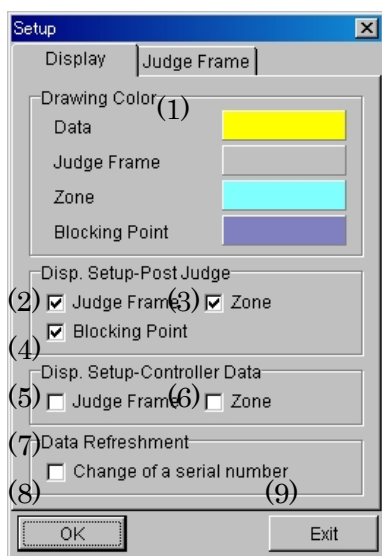 Setup
Display Judge Frame
Drawing Color (1)
Data
Judge Frame
Zone
Blocking Point
Disp. Setup-Post Judge
(2) Judge Frame (3) Zone
Blocking Point
(4)
Disp. Setup-Controller Data
(5) Judge Frame (6) Zone
(7) Data Refreshment
Change of a serial number
(8) (9)
OK Exit